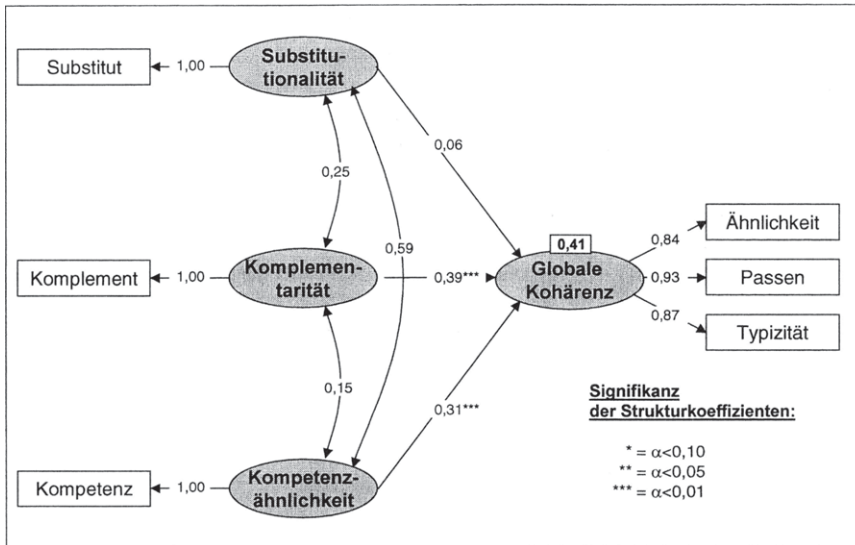 Substitut
1,00
Substitu-
tionalität
0,06
0,25
0,59
Komplement
1,00
Komplemen-
tarität
0,39***
0,41
Globale
Kohärenz
0,84
Ähnlichkeit
0,93
Passen
0,87
Typizität
0,15
0,31***
Kompetenz
1,00
Kompetenz-
ähnlichkeit
Signifikanz
der Strukturkoeffizienten:
* = α<0,10
** = α<0,05
*** = α<0,01